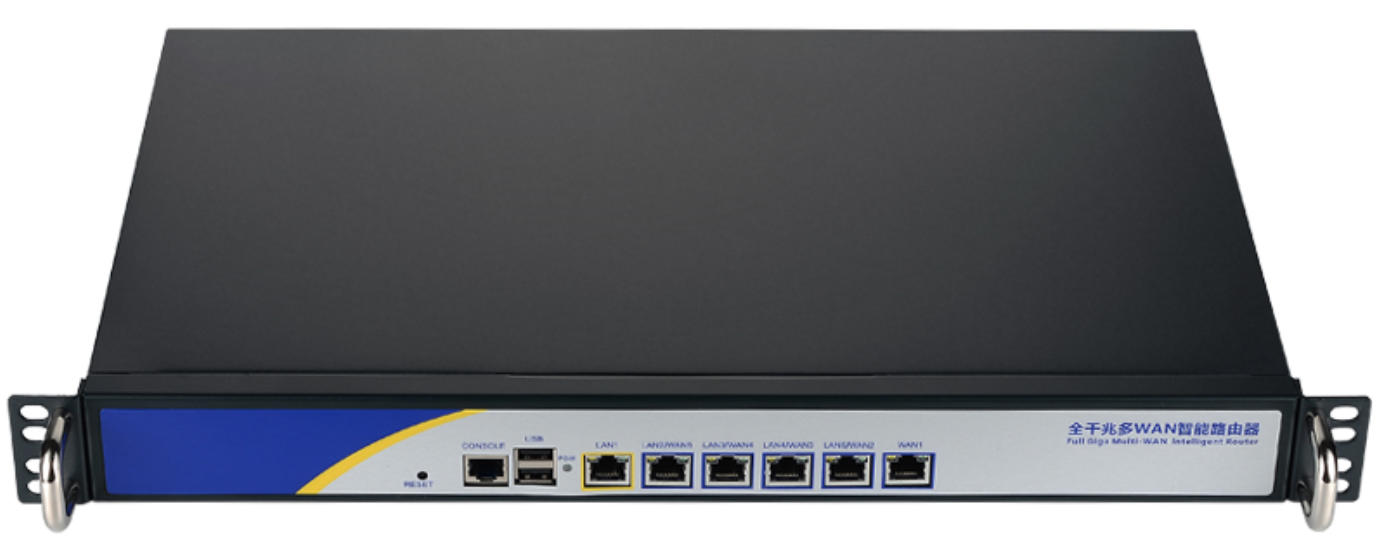 全千兆多WAN智能路由器
Full Giga Multi-WAN Intelligent Router
CONSOLE
USB
PWR
LAN1
LAN2/WAN5
LAN3/WAN4
LAN4/WAN3
LAN5/WAN2
WAN1
RESET